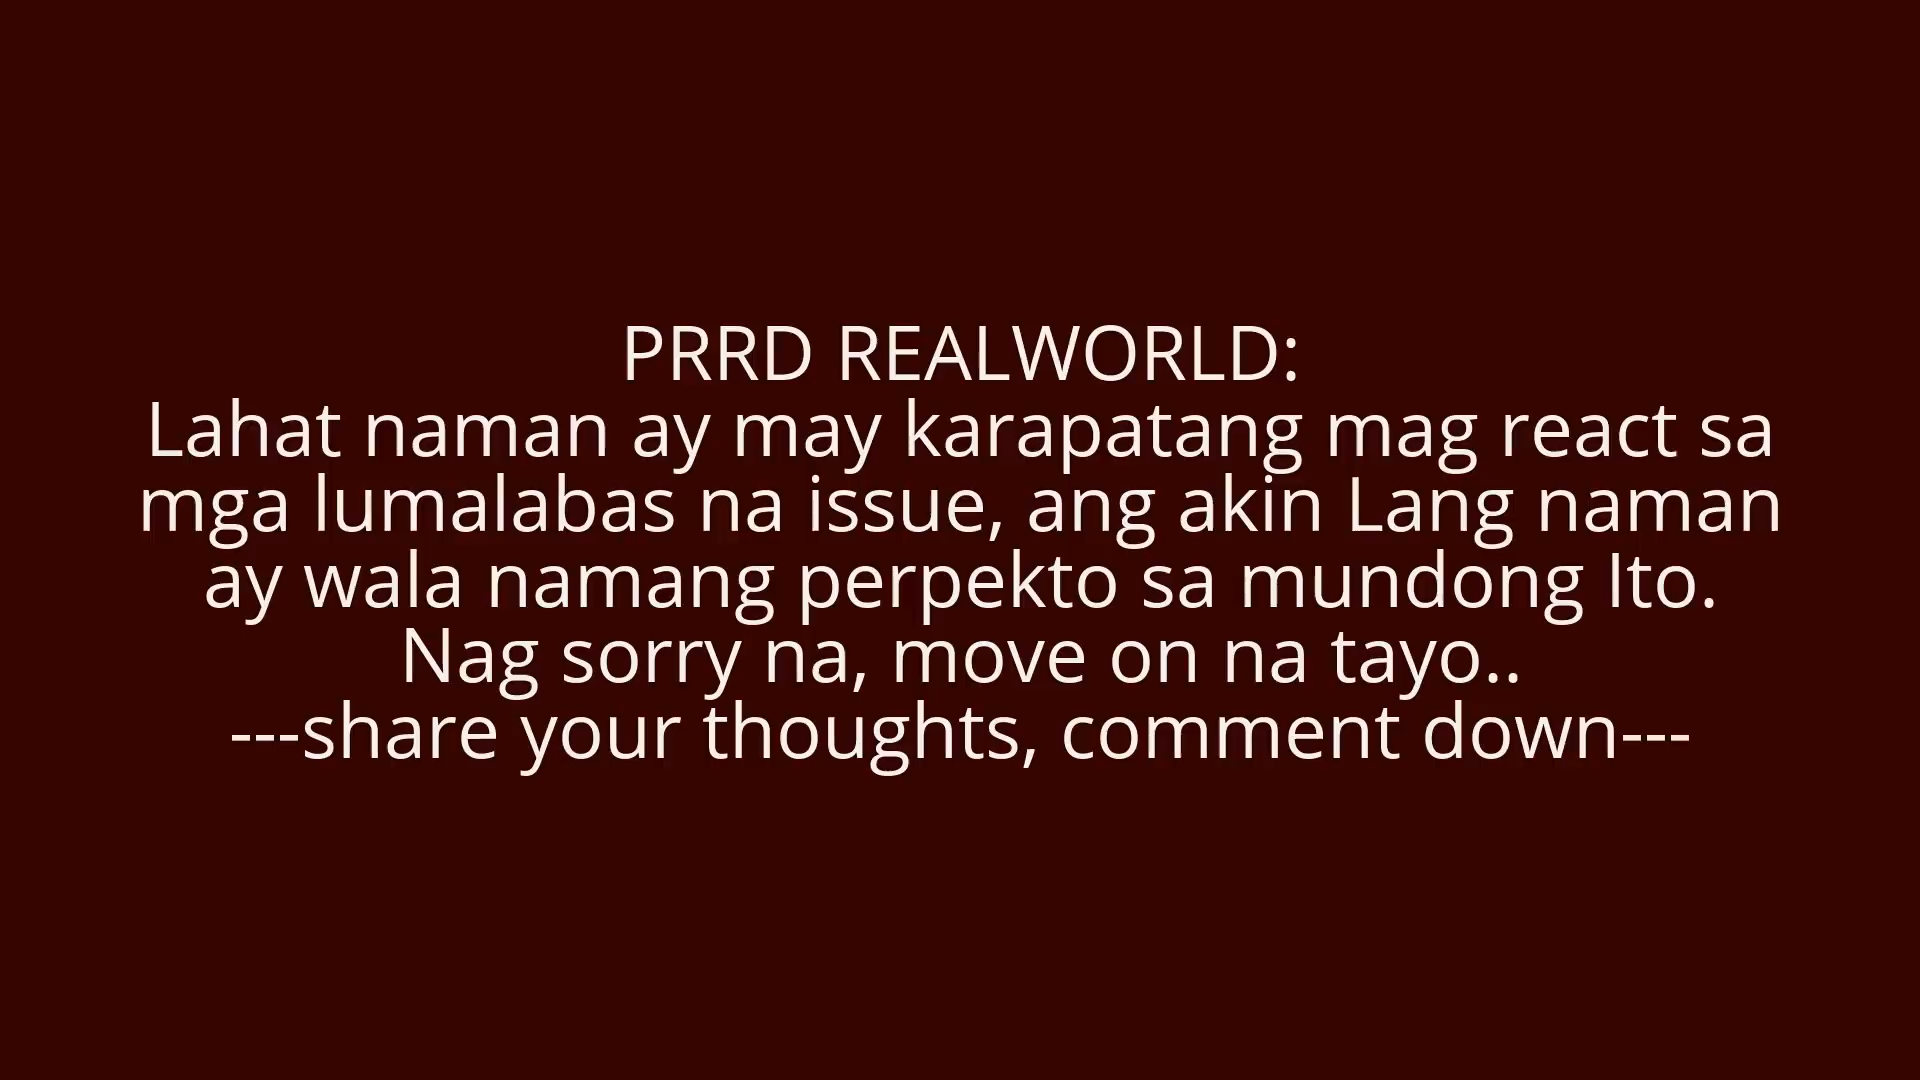 PRRD REALWORLD:
Lahat naman ay may karapatang mag react sa
mga lumalabas na issue, ang akin Lang naman
ay wala namang perpekto sa mundong Ito.
Nag sorry na, move on na tayo..
---share your thoughts, comment down---